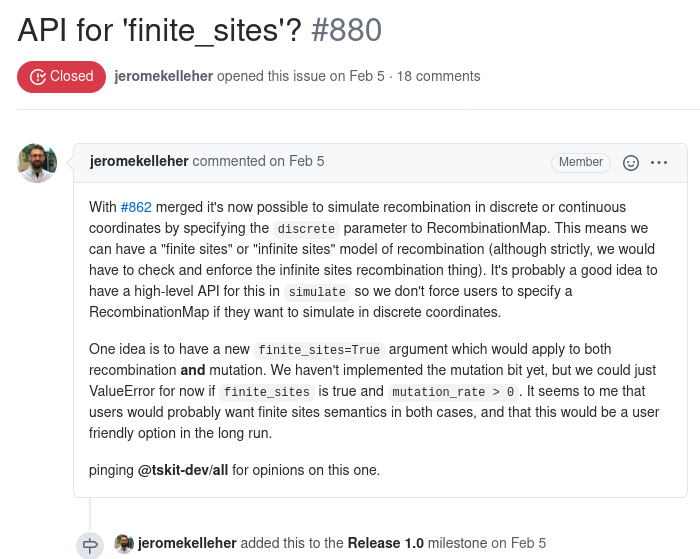 API for 'finite_sites'? #880
Closed jeromekelleher opened this issue on Feb 5 · 18 comments
jeromekelleher commented on Feb 5 Member
With #862 merged it's now possible to simulate recombination in discrete or continuous
coordinates by specifying the discrete parameter to RecombinationMap. This means we
can have a "finite sites" or "infinite sites" model of recombination (although strictly, we would
have to check and enforce the infinite sites recombination thing). It's probably a good idea to
have a high-level API for this in simulate so we don't force users to specify a
RecombinationMap if they want to simulate in discrete coordinates.
One idea is to have a new finite_sites=True argument which would apply to both
recombination and mutation. We haven't implemented the mutation bit yet, but we could just
ValueError for now if finite_sites is true and mutation_rate > 0. It seems to me that
users would probably want finite sites semantics in both cases, and that this would be a user
friendly option in the long run.
pinging @tskit-dev/all for opinions on this one.
jeromekelleher added this to the Release 1.0 milestone on Feb 5